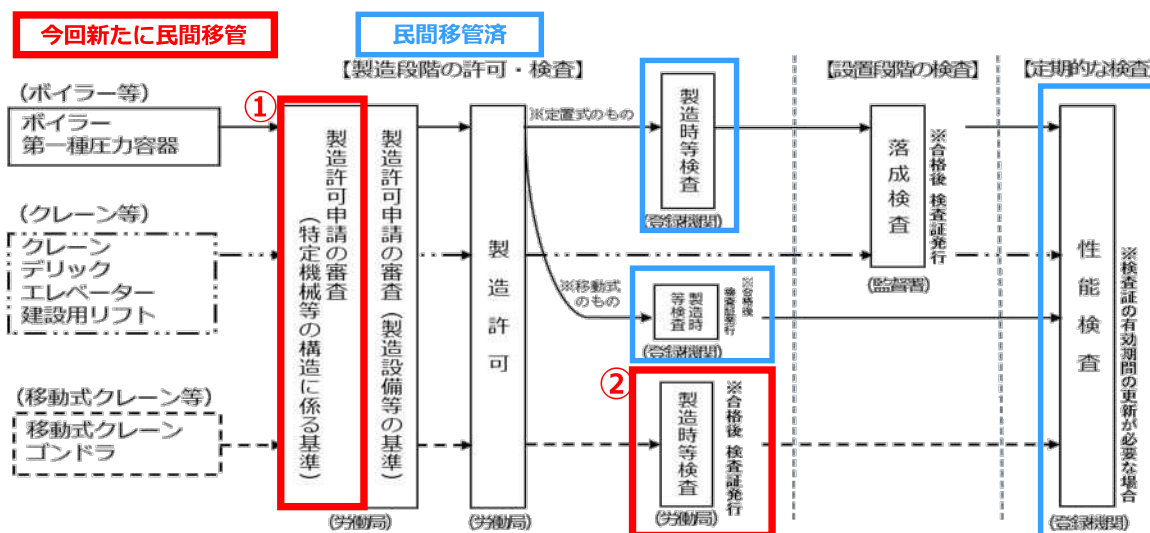 今回新たに民間移管
民間移管済
【製造段階の許可・検査】
【設置段階の検査】
【定期的な検査】
(ボイラー等)
ボイラー
第一種圧力容器
(クレーン等)
クレーン
デリック
エレベーター
建設用リフト
(移動式クレーン等)
移動式クレーン
ゴンドラ
①
製造許可申請の審査
(特定機械等の構造に係る基準)
製造許可申請の審査(製造設備等の基準)
(労働局)
製造許可
(労働局)
※定置式のもの
製造時等検査
(登録機関)
※移動式
のもの
製造時
等検査
※合格後
検査証発行
(登録機関)
②
製造時等検査
※合格後 検査証発行
(労働局)
落成検査
※合格後 検査証発行
(監督署)
性能検査
※検査証の有効期間の更新が必要な場合
(登録機関)